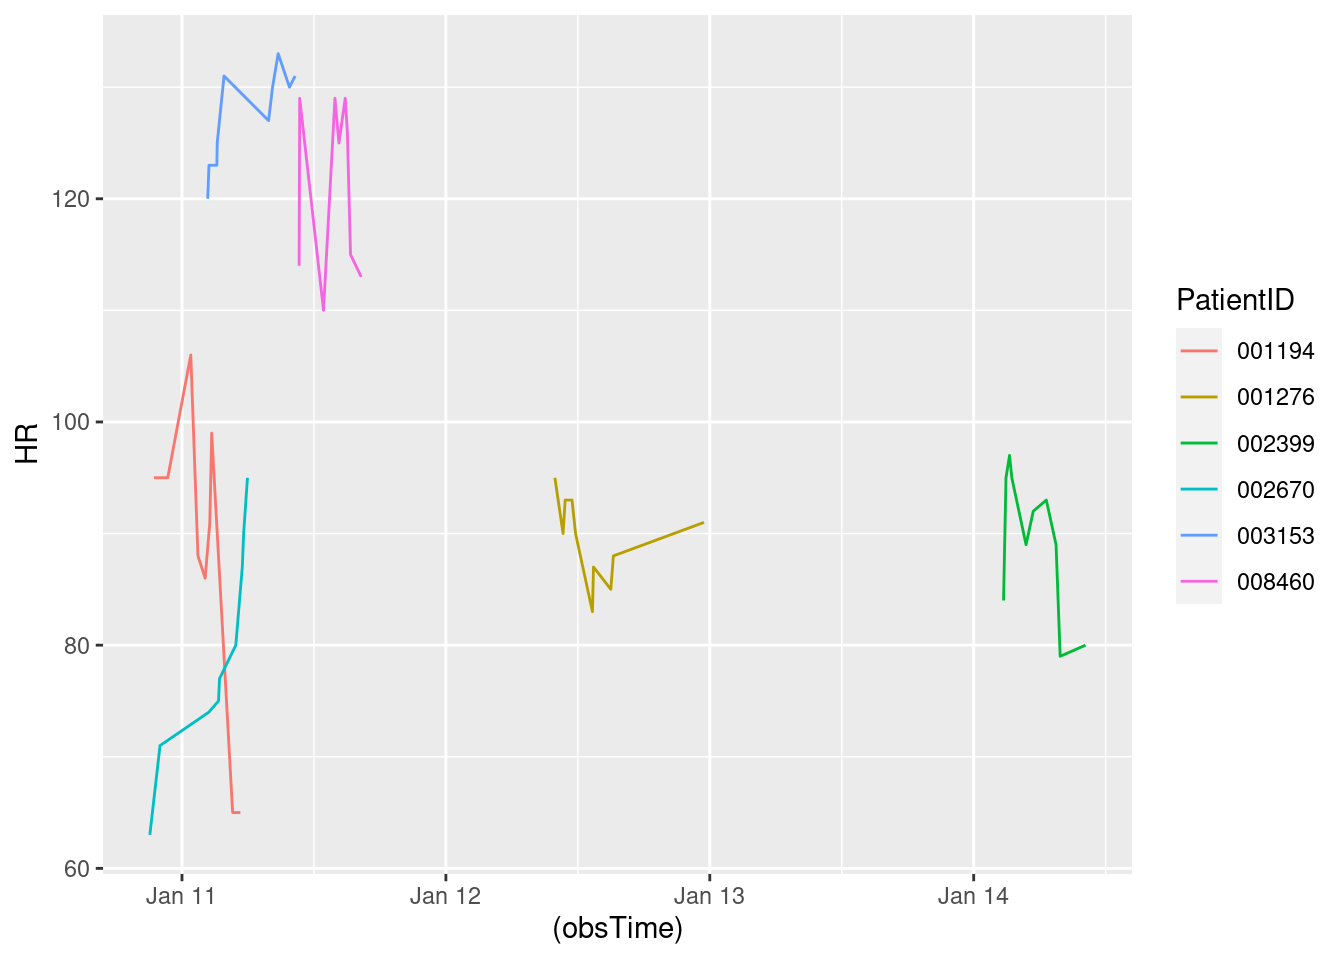 HR
120
100
80
60
Jan 11
Jan 12
Jan 13
Jan 14
(obsTime)
PatientID
001194
001276
002399
002670
003153
008460